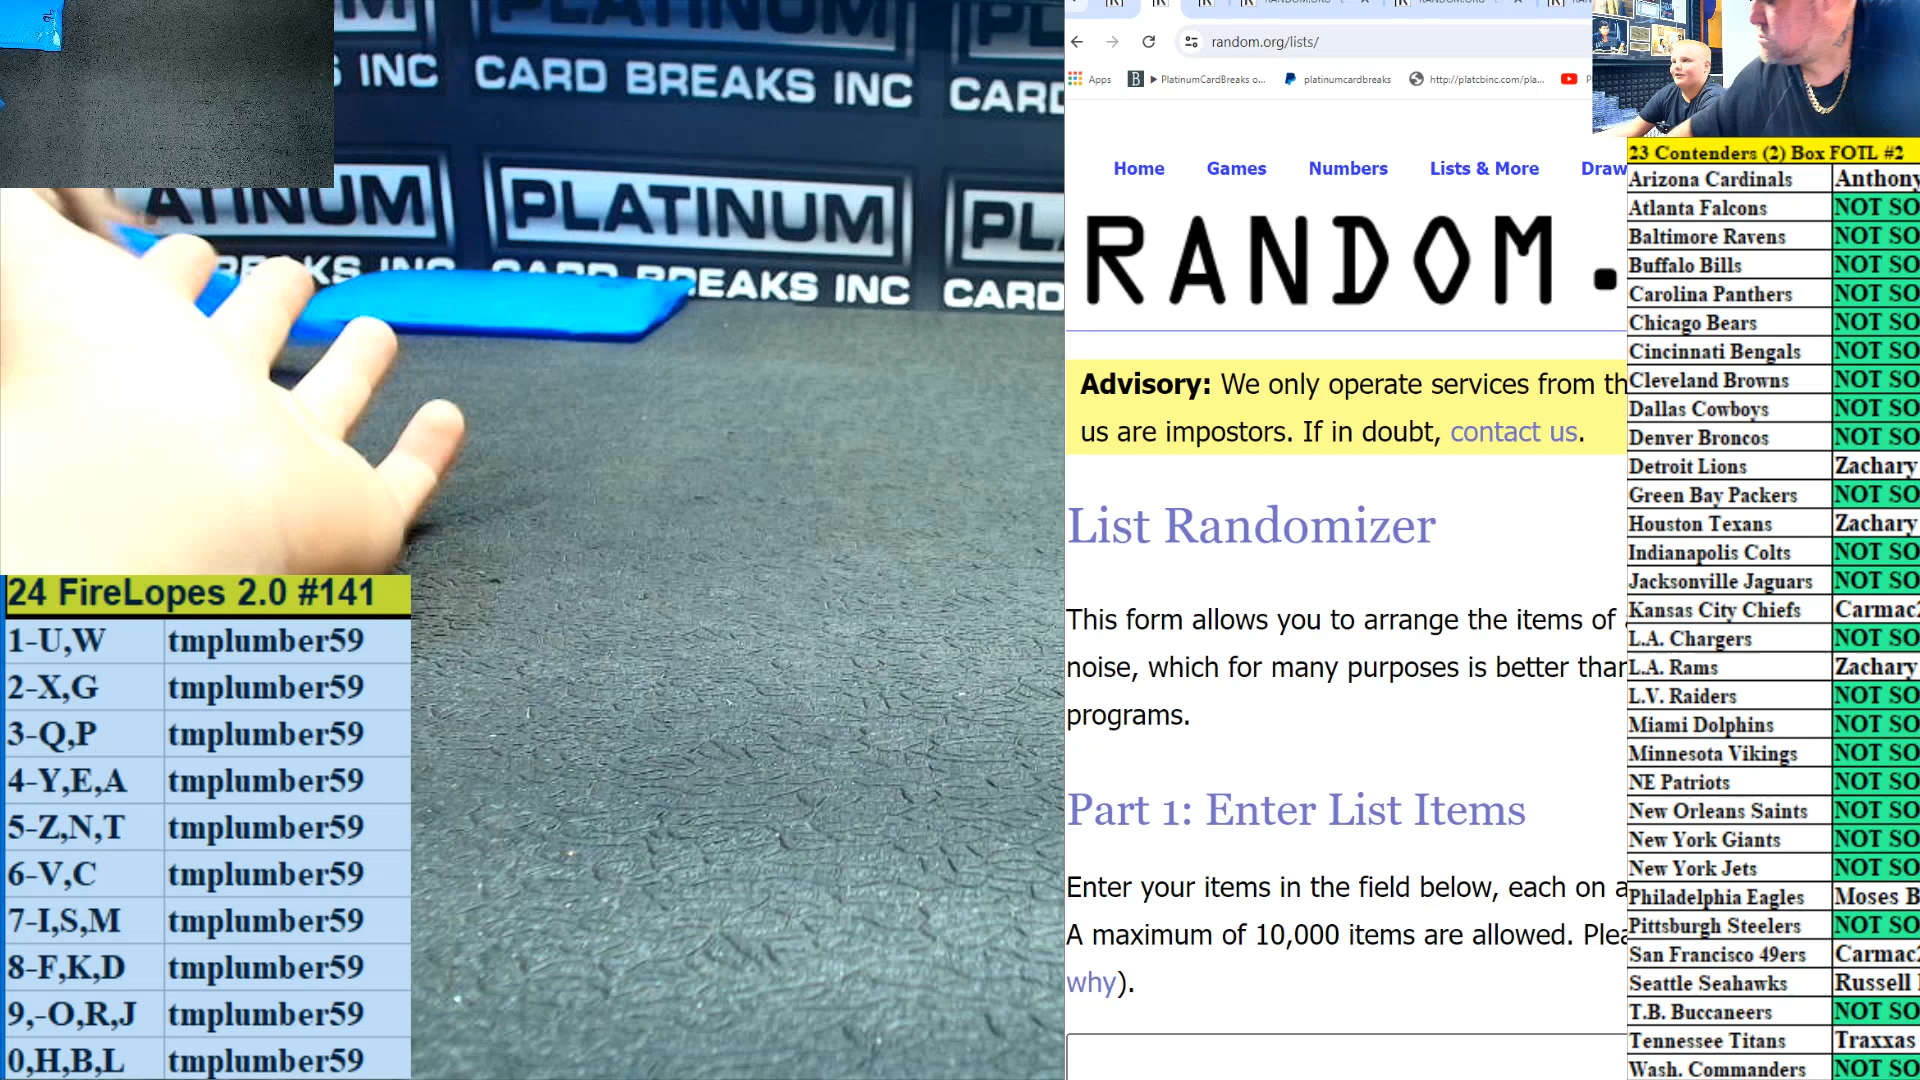 PLATINUM
INC
CARD BREAKS INC
CARD
ATINUM
PLATINUM
PL
BREAKS INC
CARD
24 FireLopes 2.0 #141
1-U,W tmplumber59
2-X,G tmplumber59
3-Q,P tmplumber59
4-Y,E,A tmplumber59
5-Z,N,T tmplumber59
6-V,C tmplumber59
7-I,S,M tmplumber59
8-F,K,D tmplumber59
9,-O,R,J tmplumber59
0,H,B,L tmplumber59
random.org/lists/
Apps ▶PlatinumCardBreaks o... platinumcardbreaks http://platcbinc.com/pla...
Home Games Numbers Lists & More Draw
RANDOM.
Advisory: We only operate services from th
us are impostors. If in doubt, contact us.
List Randomizer
This form allows you to arrange the items of
noise, which for many purposes is better than
programs.
Part 1: Enter List Items
Enter your items in the field below, each on a
A maximum of 10,000 items are allowed. Plea
why).
23 Contenders (2) Box FOTL #2
Arizona Cardinals Anthony
Atlanta Falcons NOT SO
Baltimore Ravens NOT SO
Buffalo Bills NOT SO
Carolina Panthers NOT SO
Chicago Bears NOT SO
Cincinnati Bengals NOT SO
Cleveland Browns NOT SO
Dallas Cowboys NOT SO
Denver Broncos NOT SO
Detroit Lions Zachary
Green Bay Packers NOT SO
Houston Texans Zachary
Indianapolis Colts NOT SO
Jacksonville Jaguars NOT SO
Kansas City Chiefs Carmac2
L.A. Chargers NOT SO
L.A. Rams Zachary
L.V. Raiders NOT SO
Miami Dolphins NOT SO
Minnesota Vikings NOT SO
NE Patriots NOT SO
New Orleans Saints NOT SO
New York Giants NOT SO
New York Jets NOT SO
Philadelphia Eagles Moses B
Pittsburgh Steelers NOT SO
San Francisco 49ers Carmac2
Seattle Seahawks Russell
T.B. Buccaneers NOT SO
Tennessee Titans Traxxas
Wash. Commanders NOT SO